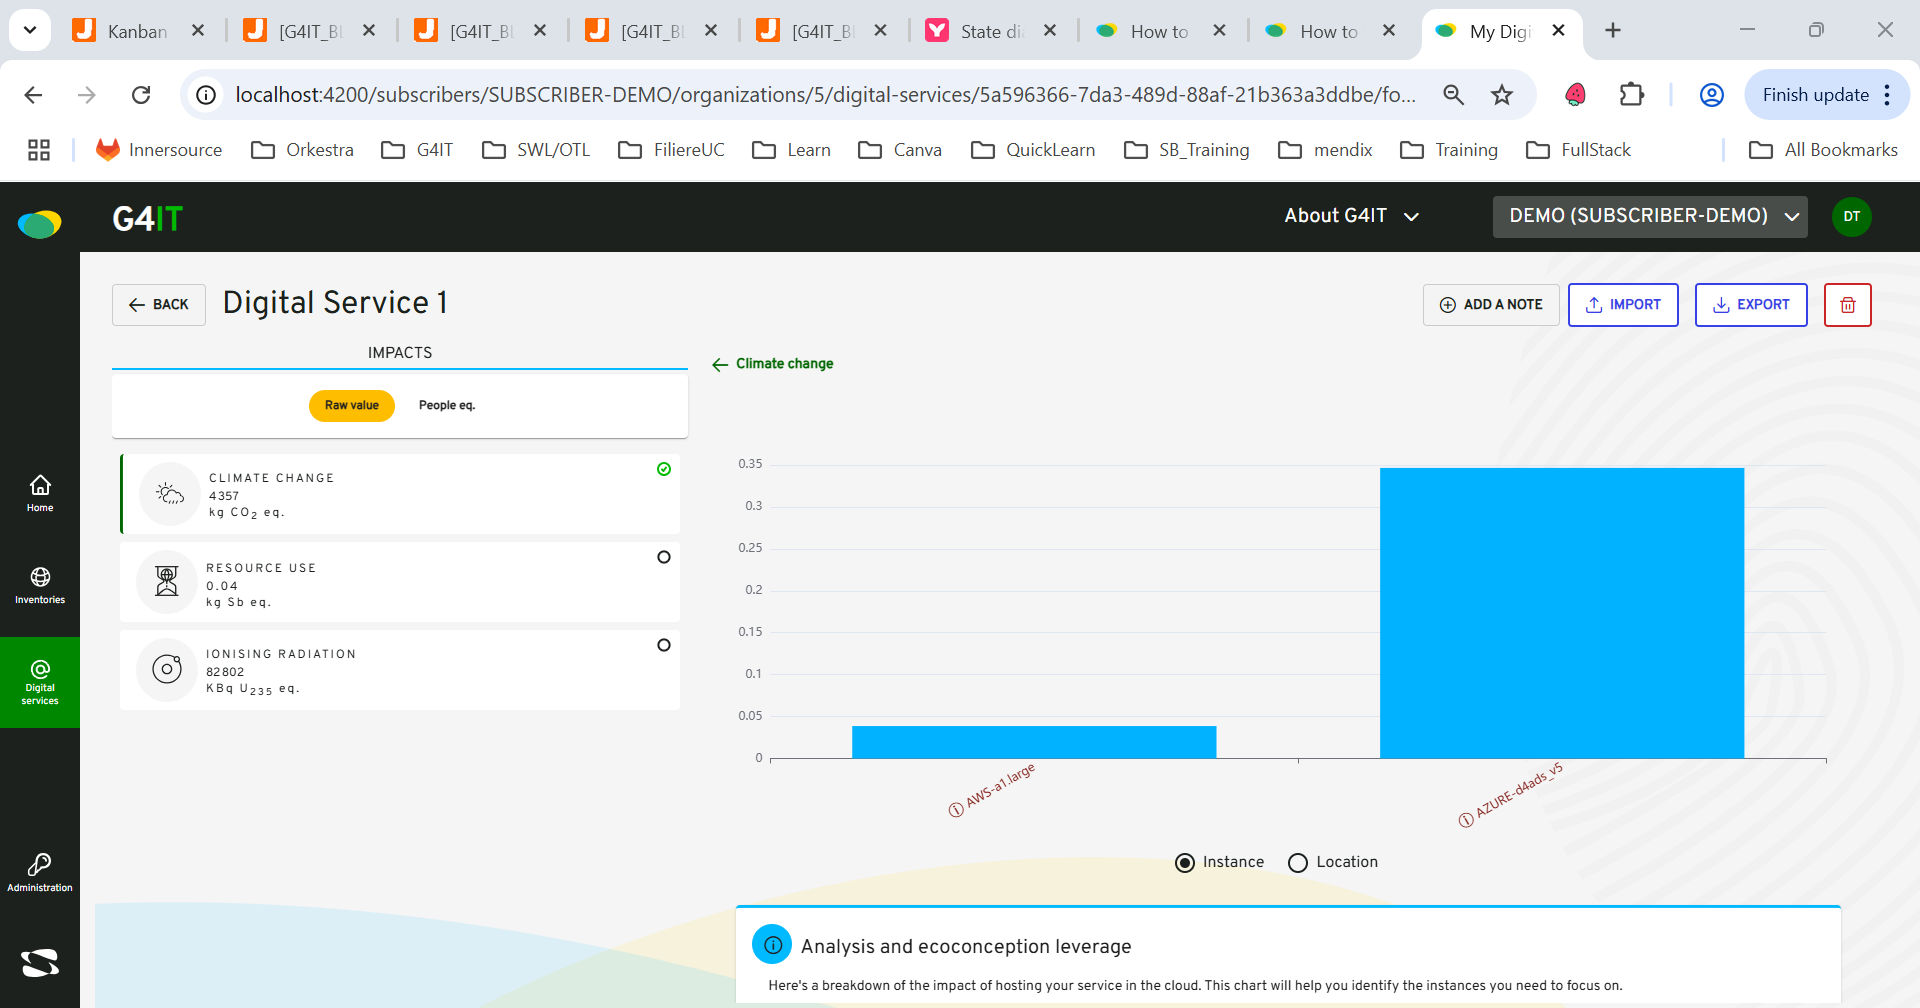 Kanban
[G4IT_BL
[G4IT_BL
[G4IT_BL
[G4IT_BL
State di
How to
How to
My Digi
localhost:4200/subscribers/SUBSCRIBER-DEMO/organizations/5/digital-services/5a596366-7da3-489d-88af-21b363a3ddbe/fo...
Finish update
Innersource
Orkestra
G4IT
SWL/OTL
FiliereUC
Learn
Canva
QuickLearn
SB_Training
mendix
Training
FullStack
All Bookmarks
G4IT
About G4IT
DEMO (SUBSCRIBER-DEMO)
DT
BACK
Digital Service 1
ADD A NOTE
IMPORT
EXPORT
IMPACTS
Raw value
People eq.
CLIMATE CHANGE
4357
kg CO2 eq.
RESOURCE USE
0.04
kg Sb eq.
IONISING RADIATION
82802
KBq U235 eq.
Home
Inventories
Digital
services
Administration
Climate change
0.35
0.3
0.25
0.2
0.15
0.1
0.05
0
AWS-a1.large
AZURE-d4ads_v5
Instance
Location
Analysis and ecoconception leverage
Here's a breakdown of the impact of hosting your service in the cloud. This chart will help you identify the instances you need to focus on.